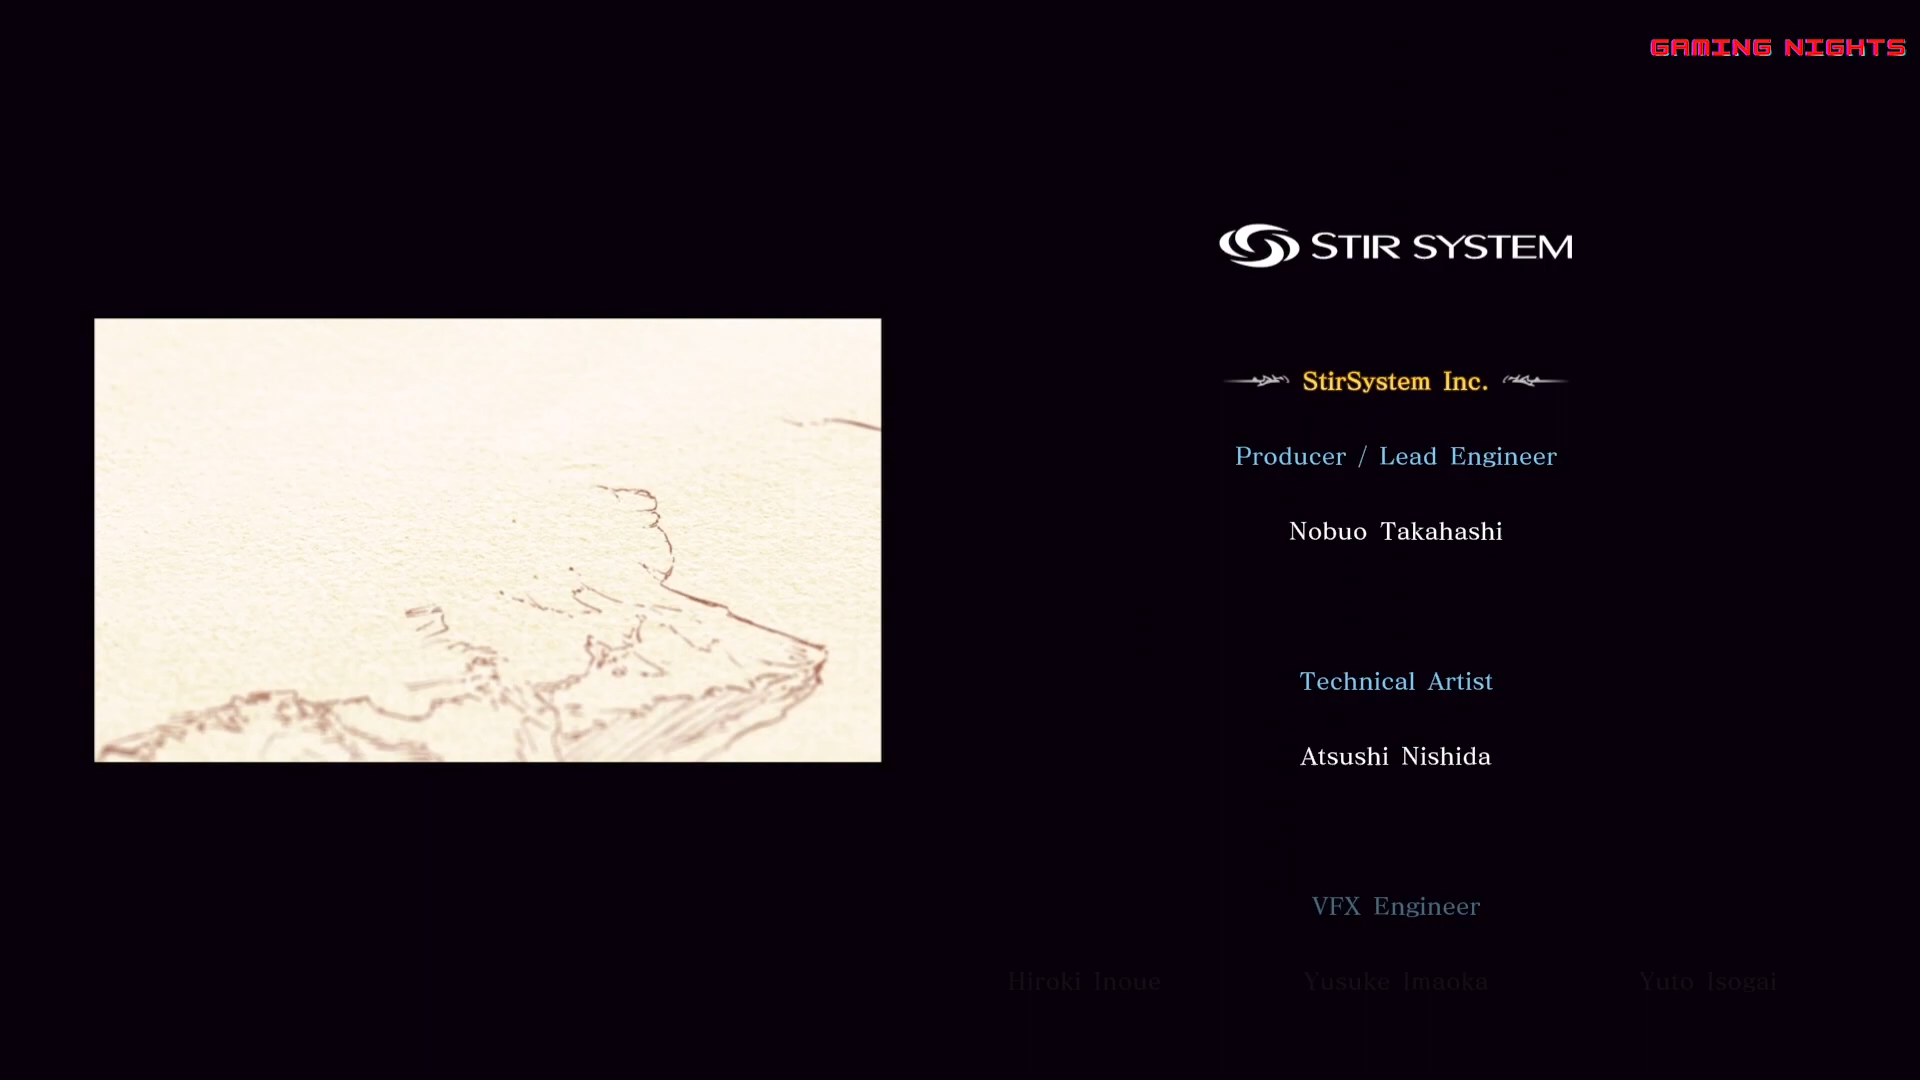 GAMING NIGHTS
STIR SYSTEM
StirSystem Inc.
Producer / Lead Engineer
Nobuo Takahashi
Technical Artist
Atsushi Nishida
VFX Engineer
Hiroki Inoue Yusuke Imaoka Yuto Isogai